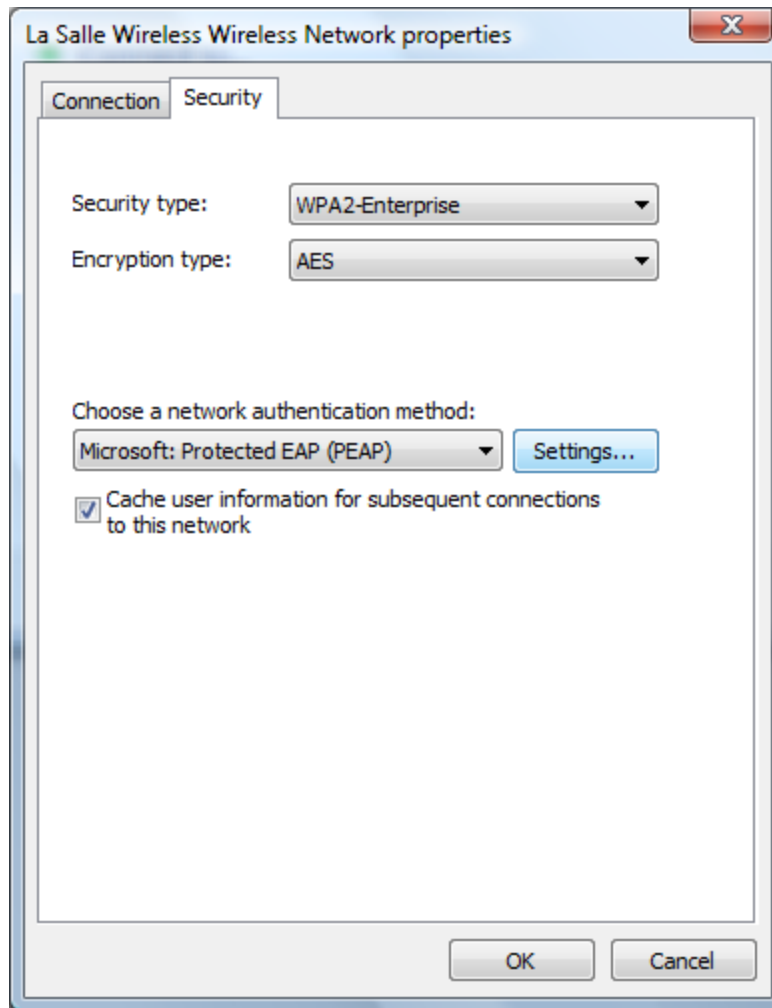 La Salle Wireless Wireless Network properties
Connection
Security
Security type:
WPA2-Enterprise
Encryption type:
AES
Choose a network authentication method:
Microsoft: Protected EAP (PEAP)
Settings...
Cache user information for subsequent connections
to this network
OK
Cancel